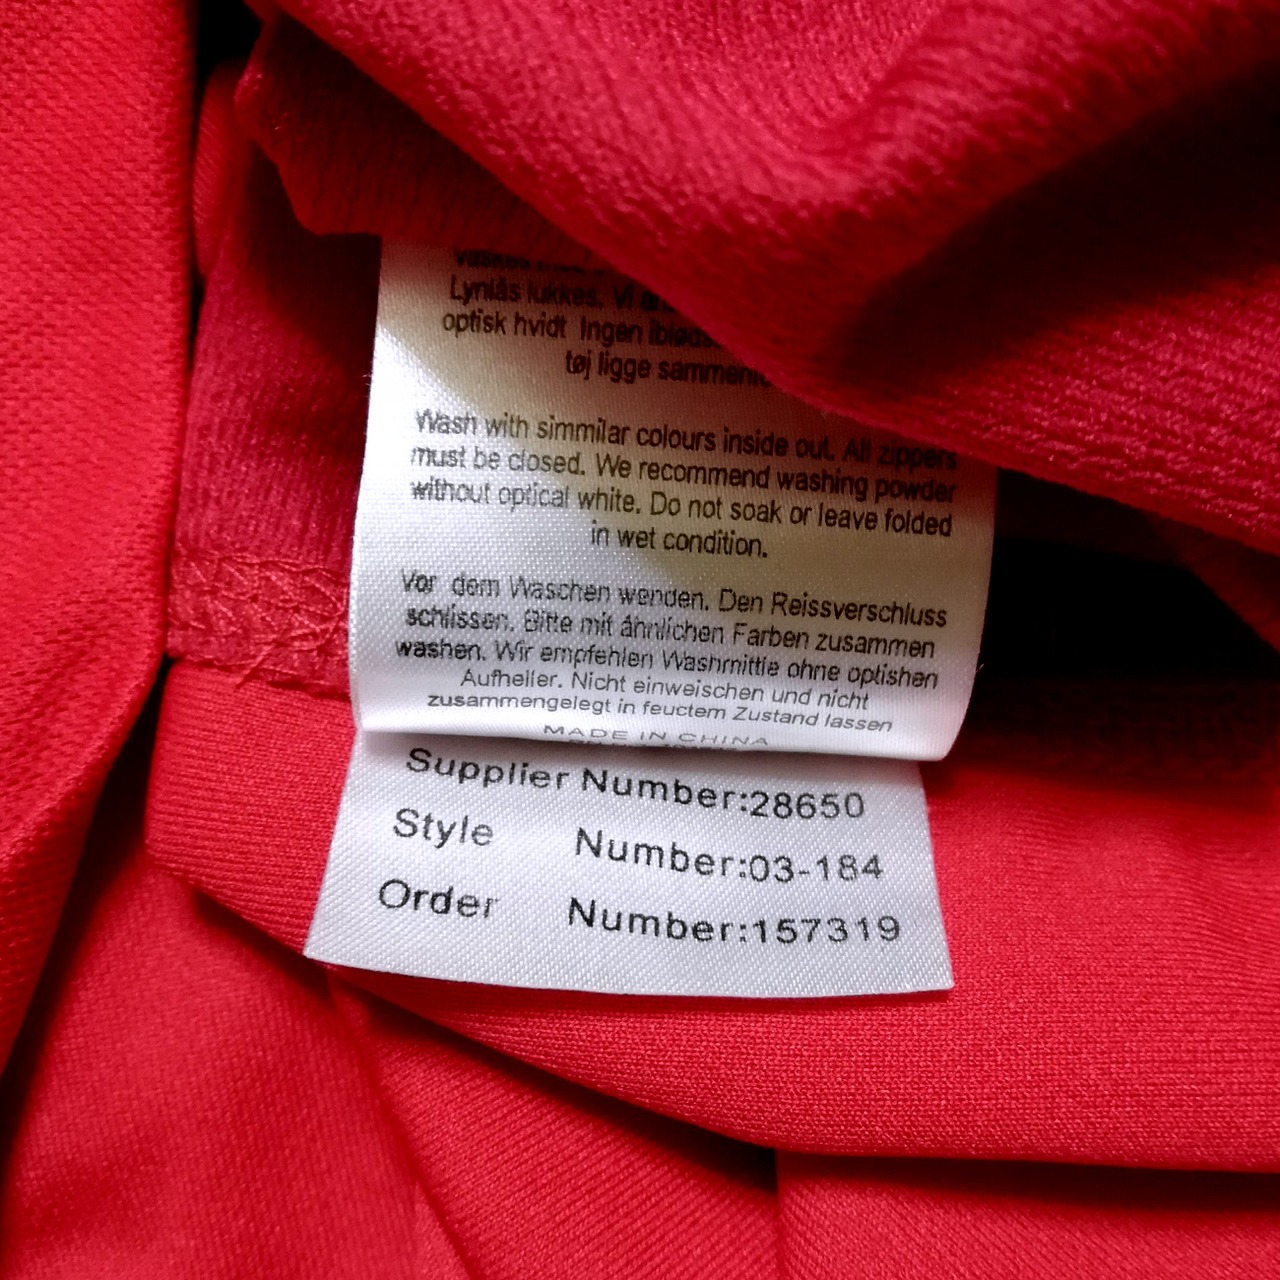 Lynlås lukkes. Vi
optisk hvidt Ingen
tøj ligge
Wash with simmilar colours inside out. All zippers
must be closed. We recommend washing powder
without optical white. Do not soak or leave folded
in wet condition.
Vor dem Waschen wenden. Den Reissverschluss
schlissen. Bitte mit ähnlichen Farben zusammen
washen. Wir empfehlen Washmittle ohne optishen
Aufheller. Nicht einweischen und nicht
zusammengelegt in feuctem Zustand lassen
MADE IN CHINA
Supplier Number:28650
Style Number:03-184
Order Number:157319